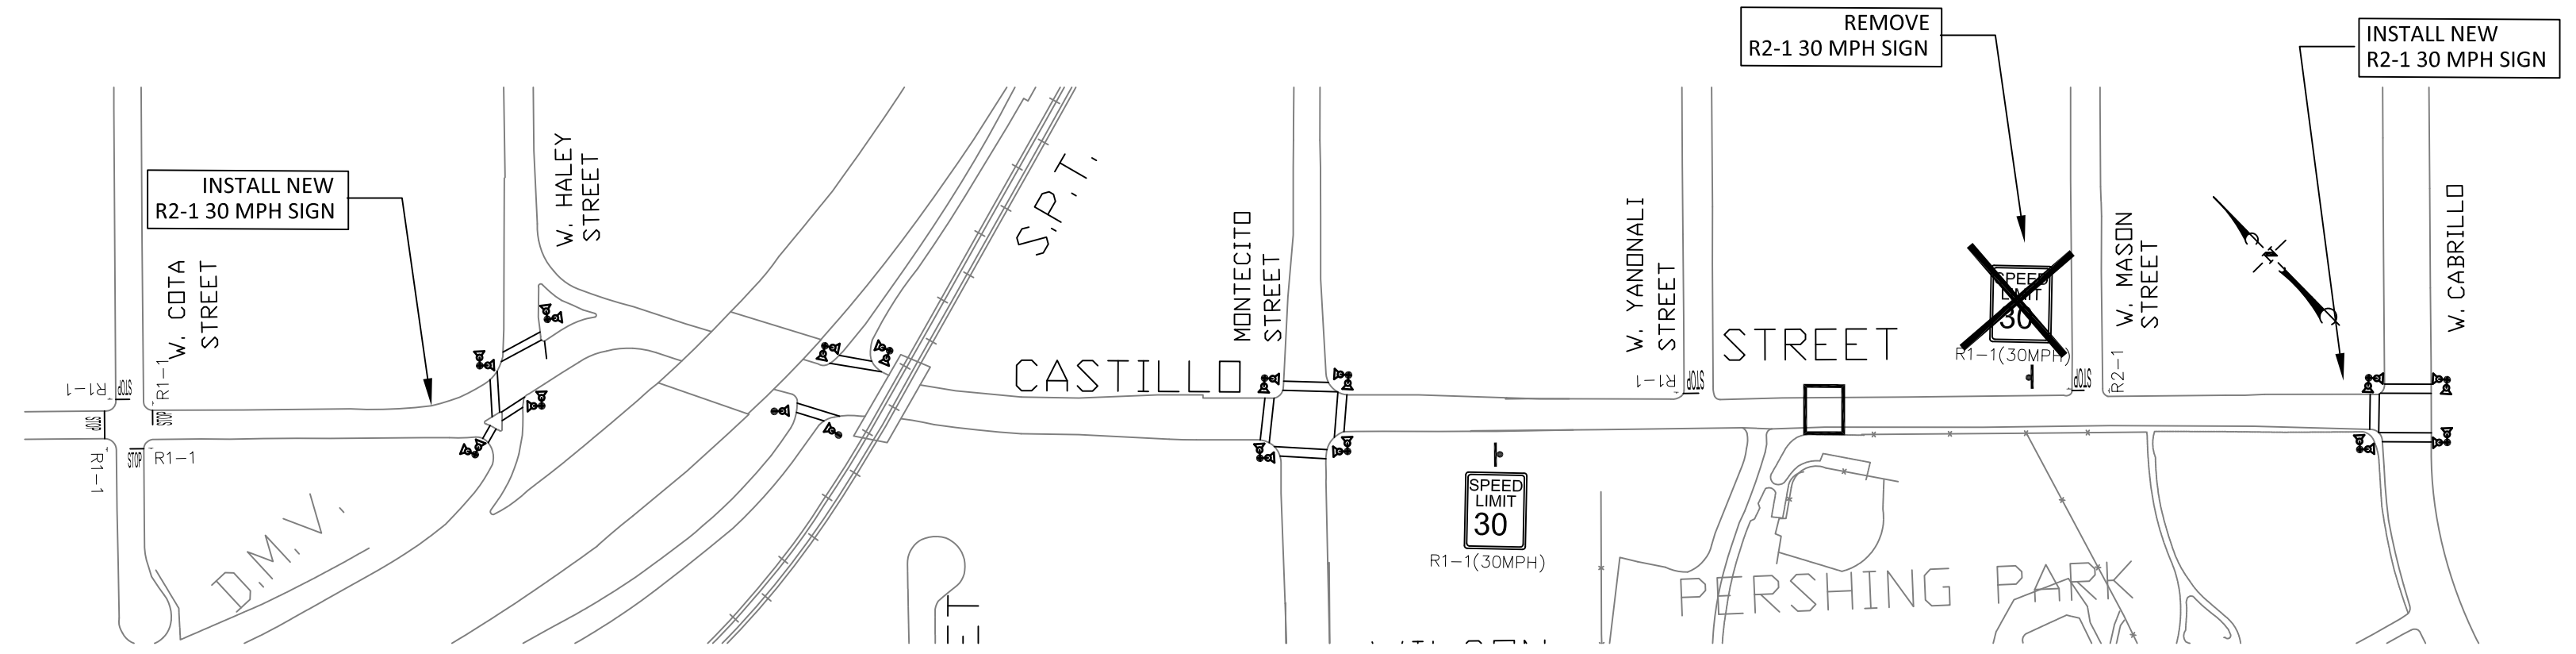 REMOVE
R2-1 30 MPH SIGN
INSTALL NEW
R2-1 30 MPH SIGN
INSTALL NEW
R2-1 30 MPH SIGN
W. COTA
STREET
W. HALEY
STREET
S.P.T.
MONTECITO
STREET
W. YANONALI
STREET
W. MASON
STREET
W. CABRILLO
N
CASTILLO
STREET
SPEED
LIMIT
30
R1-1(30MPH)
R1-1
STOP
R1-1
STOP
STOP
R1-1
STOP
R1-1
R1-1
STOP
STOP
R2-1
SPEED
LIMIT
30
R1-1(30MPH)
D.M.V.
PERSHING PARK